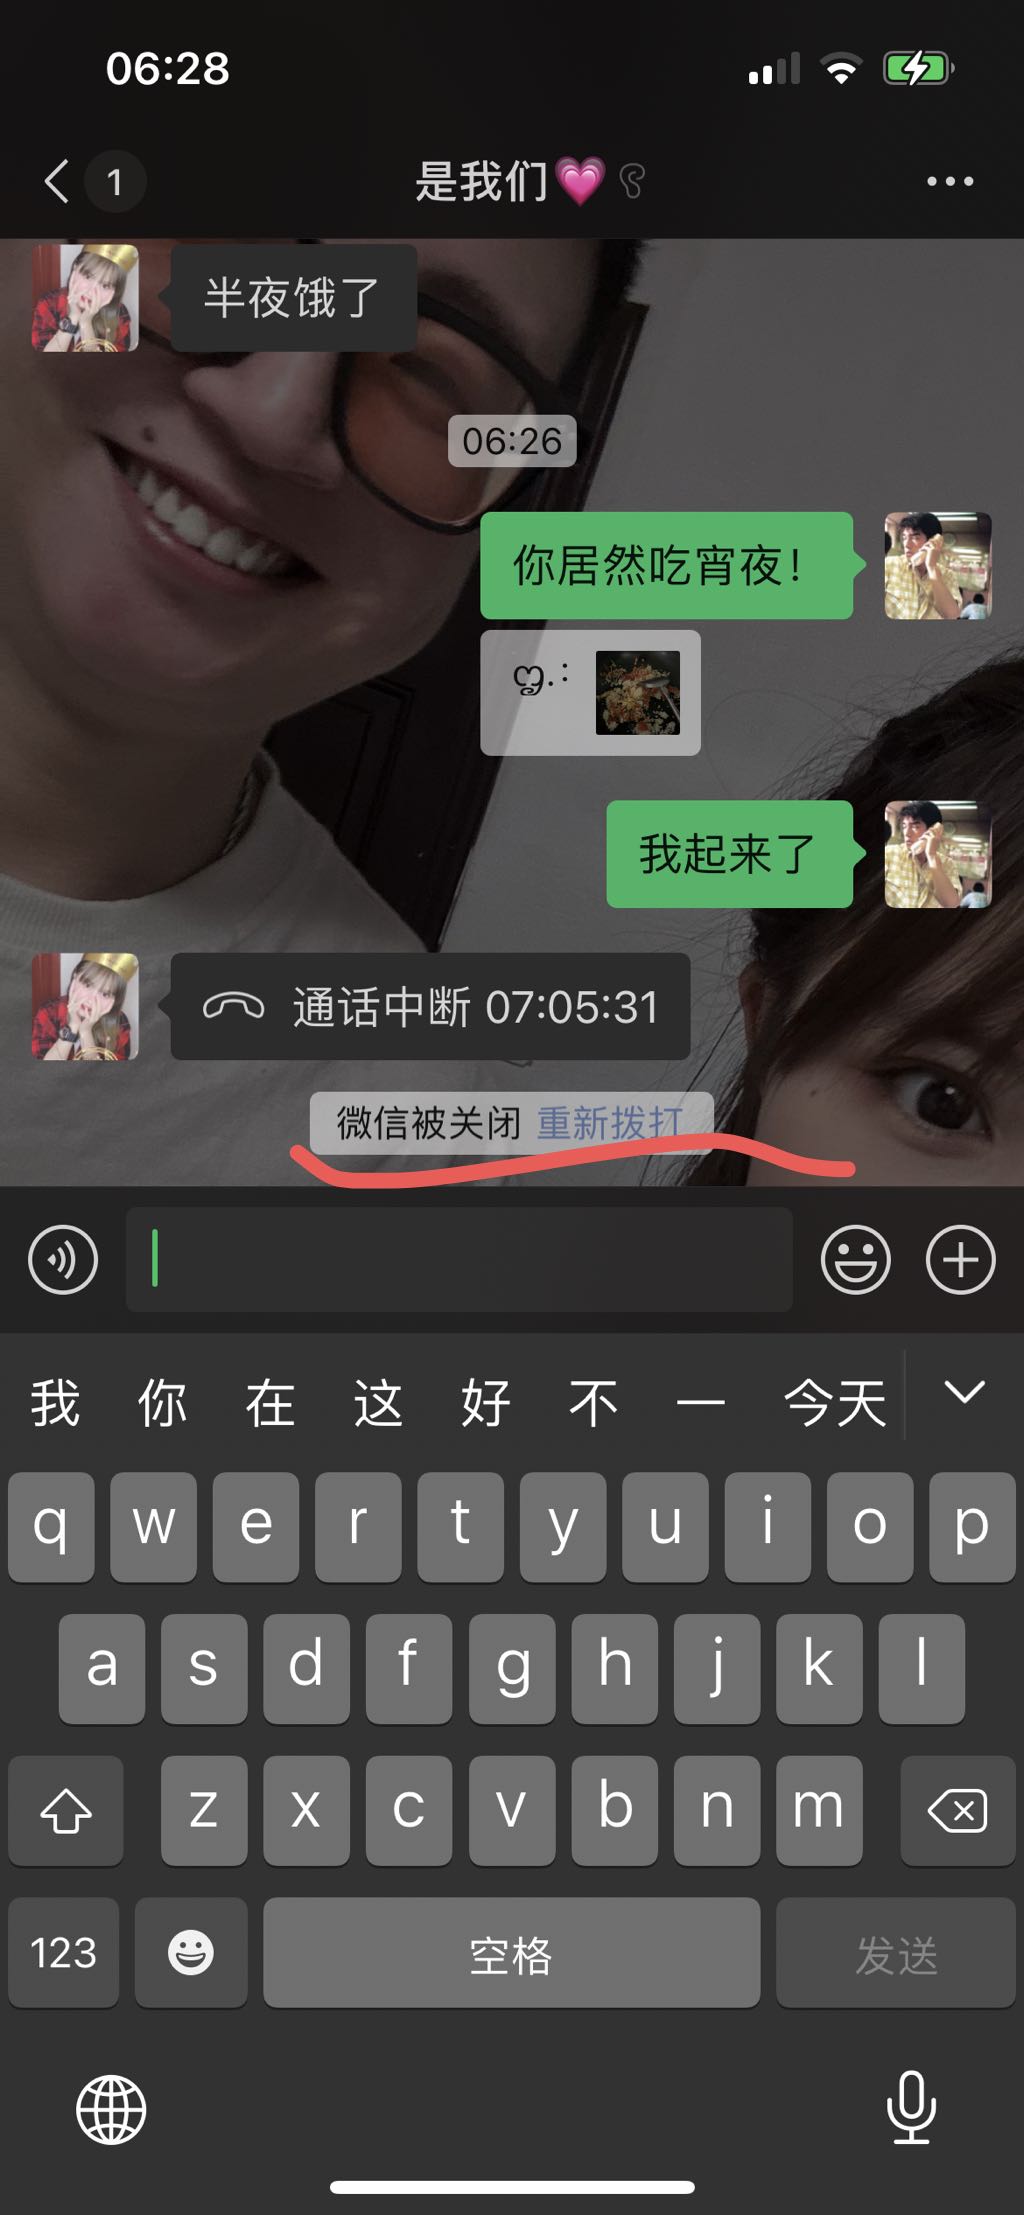 06:28
1
是我们💗
半夜饿了
06:26
你居然吃宵夜！
ღ.:
我起来了
通话中断 07:05:31
微信被关闭 重新拨打
我 你 在 这 好 不 一 今天
q w e r t y u i o p
a s d f g h j k l
z x c v b n m
123 空格 发送